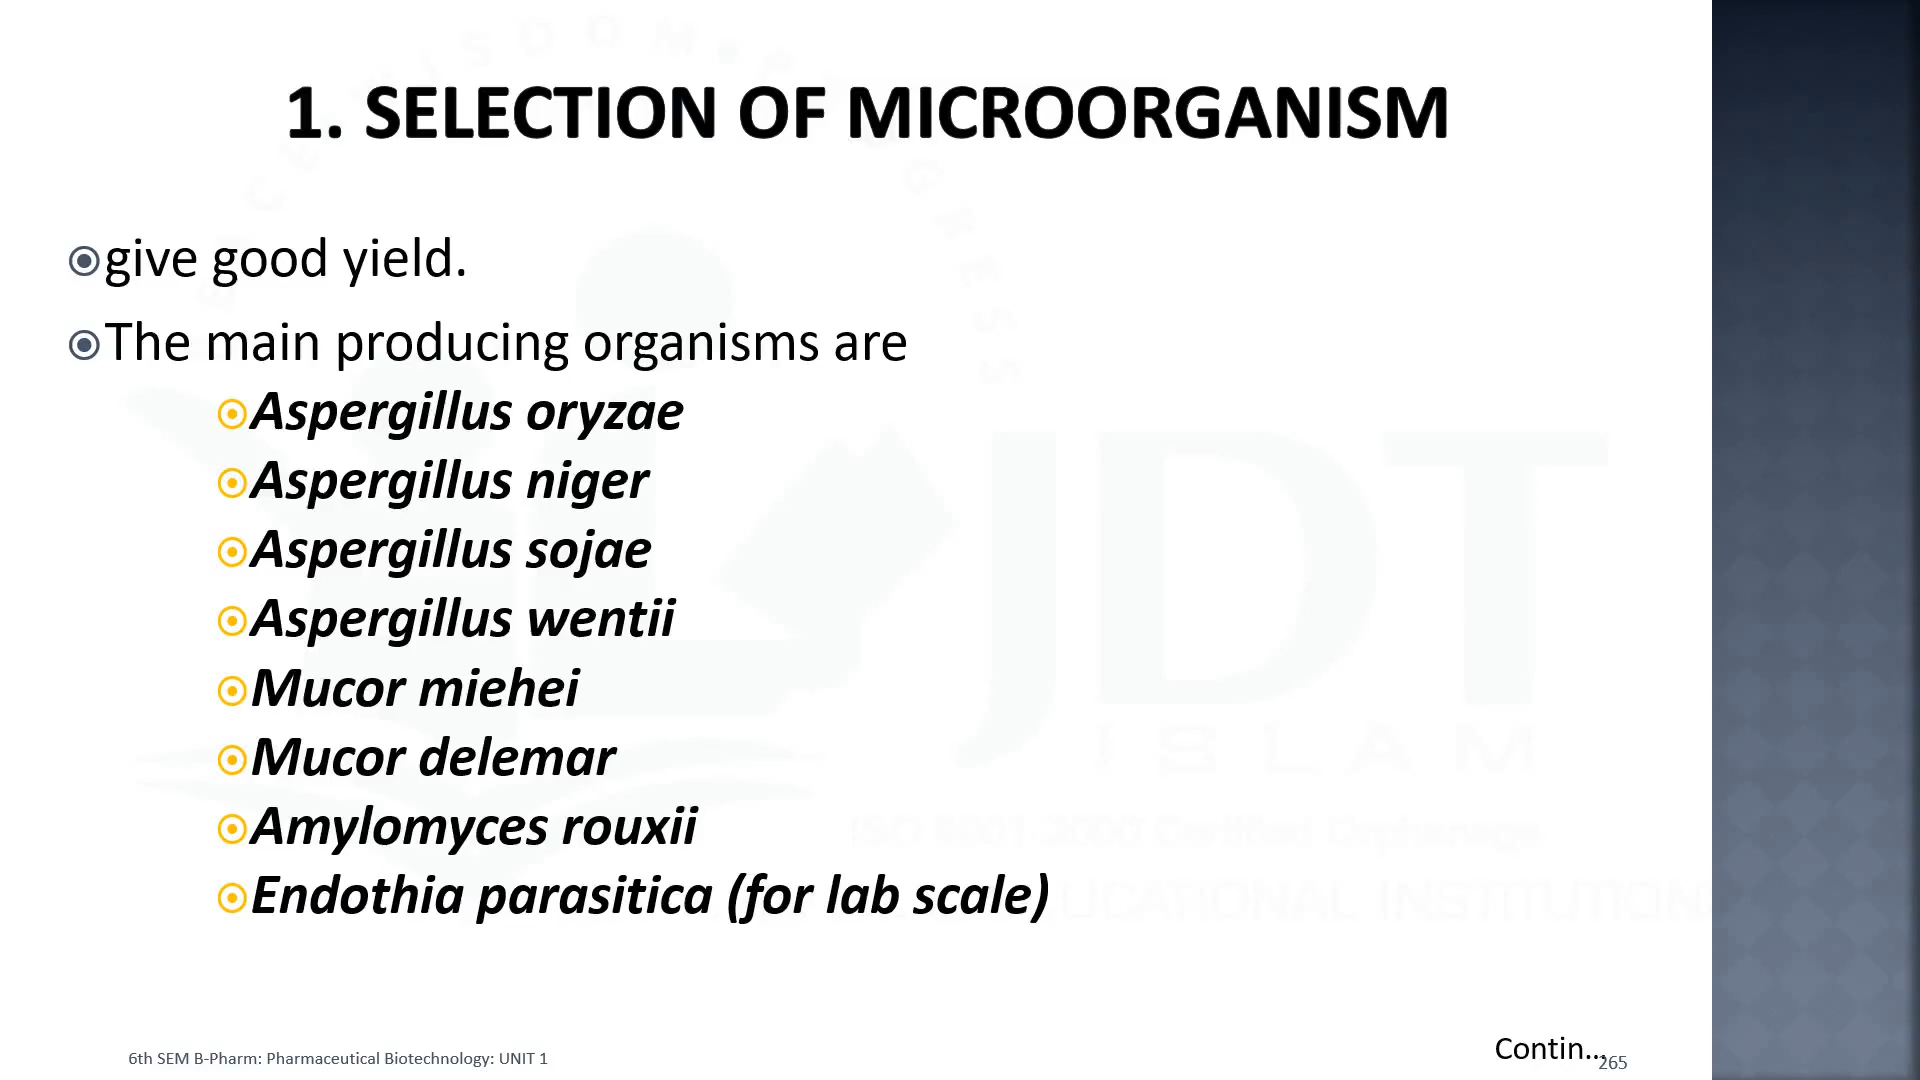 1. SELECTION OF MICROORGANISM
give good yield.
The main producing organisms are
Aspergillus oryzae
Aspergillus niger
Aspergillus sojae
Aspergillus wentii
Mucor miehei
Mucor delemar
Amylomyces rouxii
Endothia parasitica (for lab scale)
JDT
ISLAM
6th SEM B-Pharm: Pharmaceutical Biotechnology: UNIT 1
Contin...
265